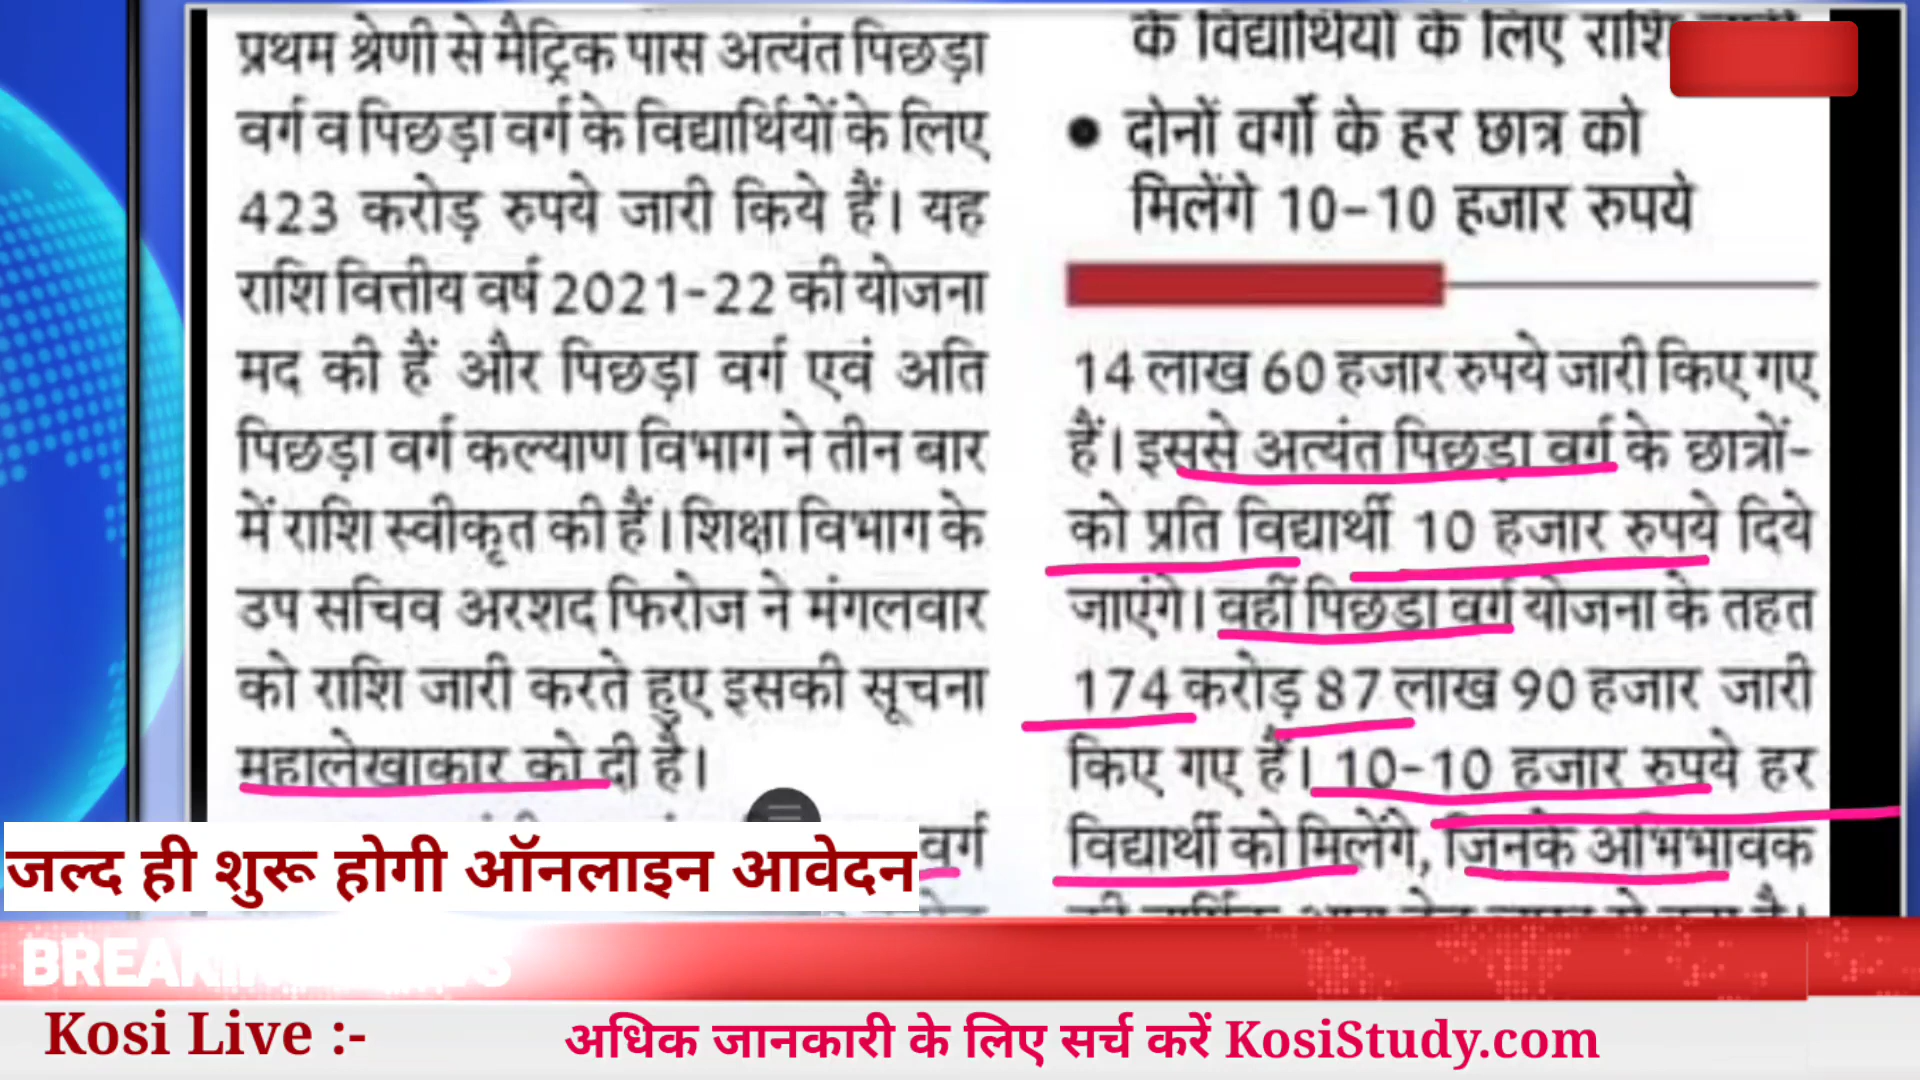 प्रथम श्रेणी से मैट्रिक पास अत्यंत पिछड़ा
वर्ग व पिछड़ा वर्ग के विद्यार्थियों के लिए
423 करोड़ रुपये जारी किये हैं। यह
राशि वित्तीय वर्ष 2021-22 की योजना
मद की हैं और पिछड़ा वर्ग एवं अति
पिछड़ा वर्ग कल्याण विभाग ने तीन बार
में राशि स्वीकृत की हैं। शिक्षा विभाग के
उप सचिव अरशद फिरोज ने मंगलवार
को राशि जारी करते हुए इसकी सूचना
महालेखाकार को दी है।
वर्ग
के विद्यार्थियों के लिए राशि
● दोनों वर्गों के हर छात्र को
मिलेंगे 10-10 हजार रुपये
14 लाख 60 हजार रुपये जारी किए गए
हैं। इससे अत्यंत पिछड़ा वर्ग के छात्रों-
को प्रति विद्यार्थी 10 हजार रुपये दिये
जाएंगे। वहीं पिछड़ा वर्ग योजना के तहत
174 करोड़ 87 लाख 90 हजार जारी
किए गए हैं। 10-10 हजार रुपये हर
विद्यार्थी को मिलेंगे, जिनके अभिभावक
जल्द ही शुरू होगी ऑनलाइन आवेदन
BREAKING NEWS
Kosi Live :-
अधिक जानकारी के लिए सर्च करें KosiStudy.com